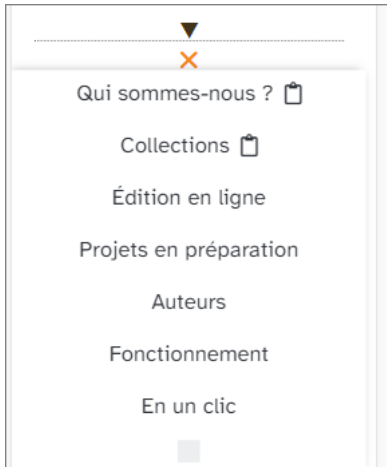 Qui sommes-nous ?
Collections
Édition en ligne
Projets en préparation
Auteurs
Fonctionnement
En un clic